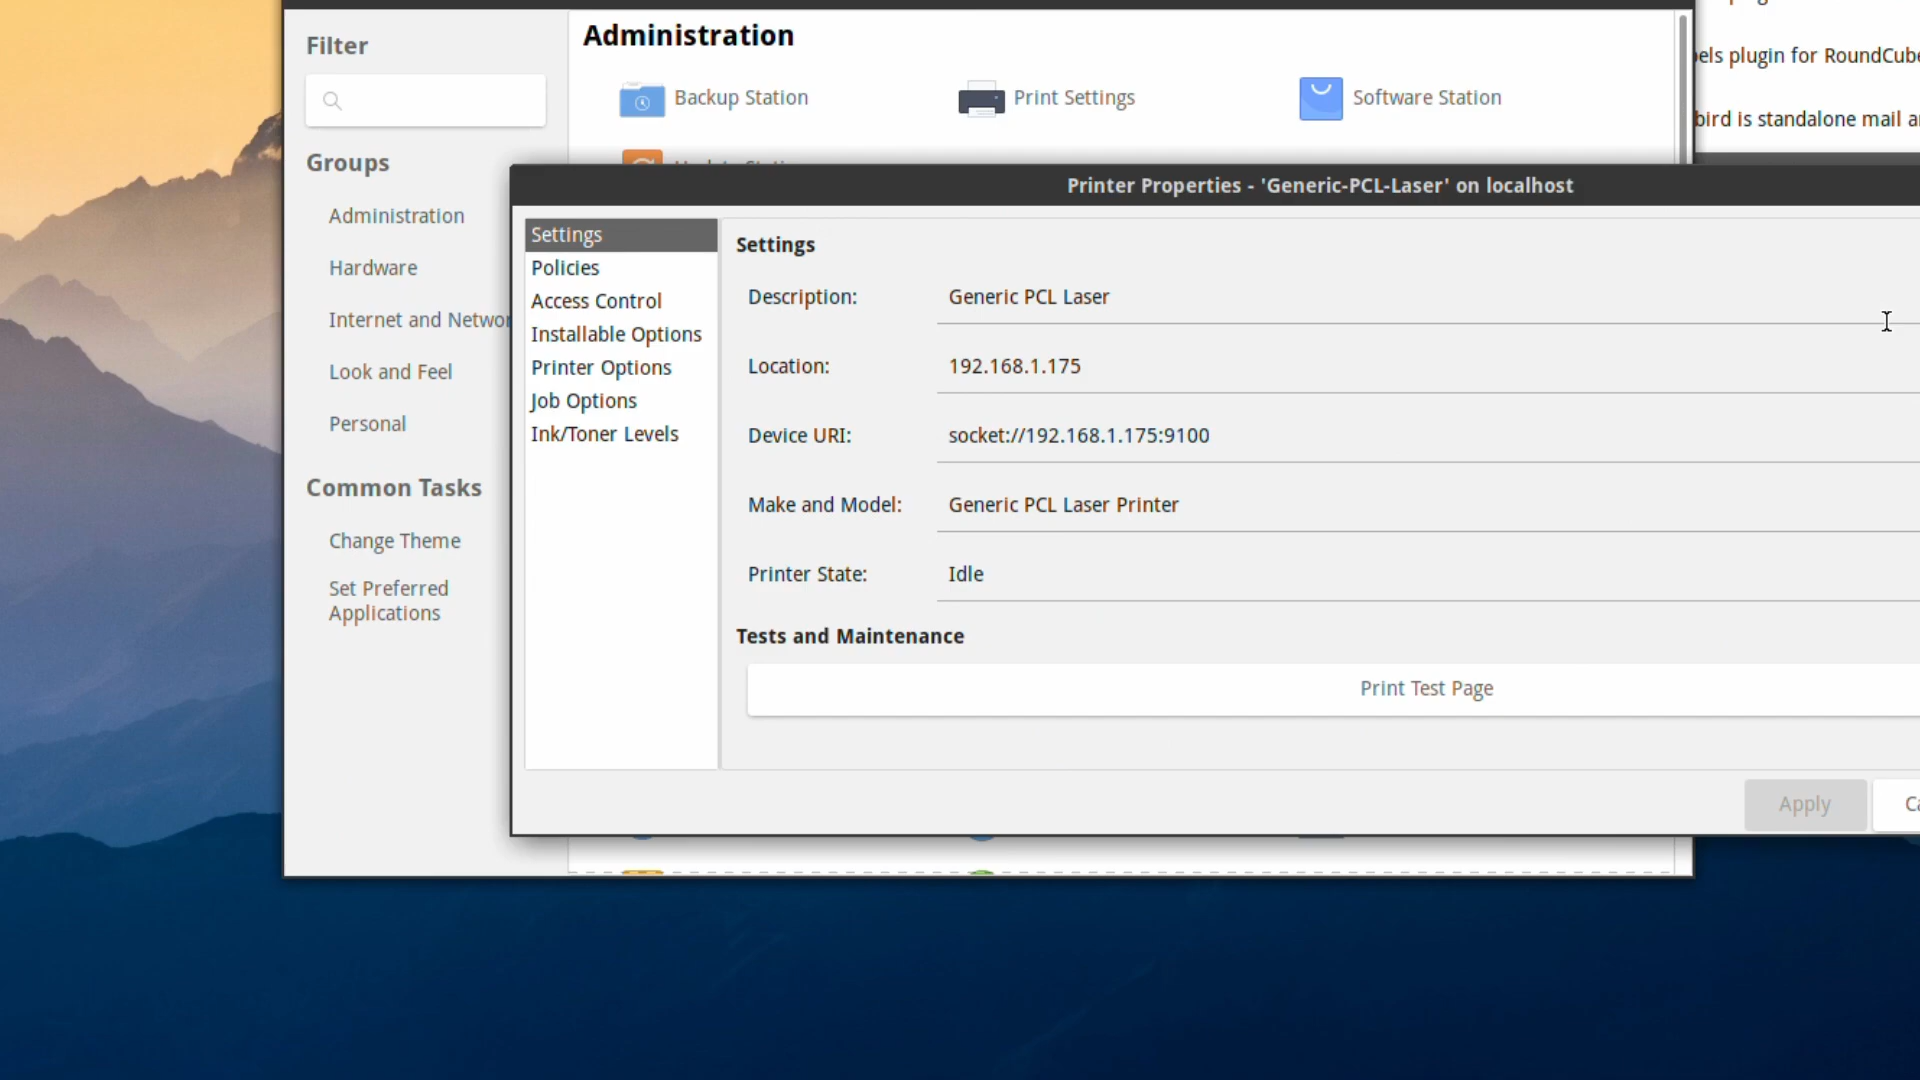 plugin for RoundCube
bird is standalone mail
Filter
Administration
Backup Station
Print Settings
Software Station
Groups
Administration
Hardware
Internet and
Look and Feel
Personal
Common Tasks
Change Theme
Set Preferred
Applications
Printer Properties - 'Generic-PCL-Laser' on localhost
Settings
Policies
Access Control
Installable Options
Printer Options
Job Options
Ink/Toner Levels
Settings
Description: Generic PCL Laser
Location: 192.168.1.175
Device URI: socket://192.168.1.175:9100
Make and Model: Generic PCL Laser Printer
Printer State: Idle
Tests and Maintenance
Print Test Page
Apply